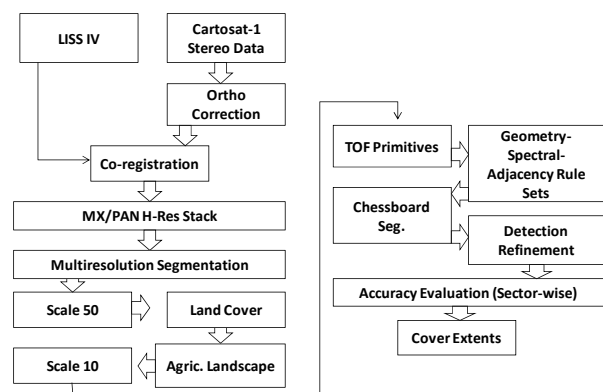 LISS IV
Cartosat-1
Stereo Data
Ortho
Correction
Co-registration
MX/PAN H-Res Stack
Multiresolution Segmentation
Scale 50
Land Cover
Scale 10
Agric. Landscape
TOF Primitives
Geometry-
Spectral-
Adjacency Rule
Sets
Chessboard
Seg.
Detection
Refinement
Accuracy Evaluation (Sector-wise)
Cover Extents